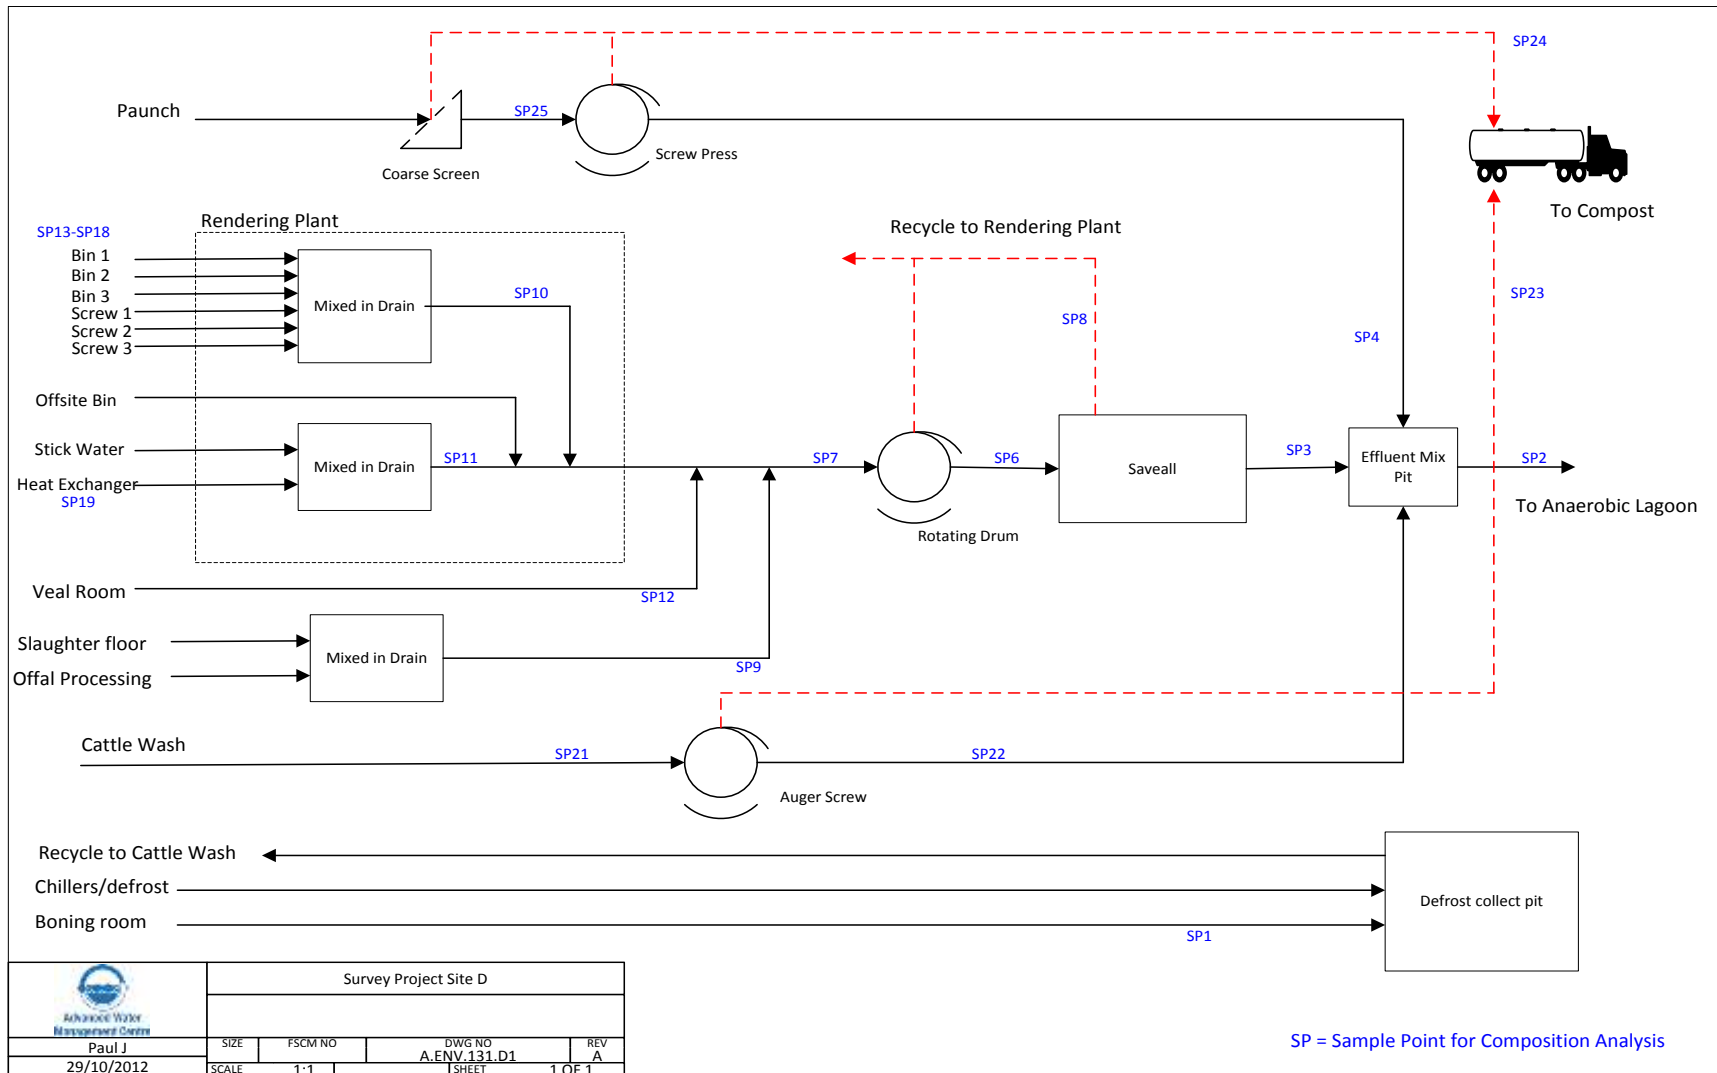 SP24
Paunch
SP25
Screw Press
Coarse Screen
To Compost
Rendering Plant
Recycle to Rendering Plant
SP13-SP18
Bin 1
Bin 2
Bin 3
Screw 1
Screw 2
Screw 3
Mixed in Drain
SP10
SP8
SP23
SP4
Offsite Bin
Stick Water
Heat Exchanger
SP19
Mixed in Drain
SP11
SP7
SP6
Saveall
SP3
Effluent Mix
Pit
SP2
To Anaerobic Lagoon
Rotating Drum
Veal Room
SP12
Slaughter floor
Offal Processing
Mixed in Drain
SP9
Cattle Wash
SP21
SP22
Auger Screw
Recycle to Cattle Wash
Chillers/defrost
Boning room
SP1
Defrost collect pit
Advanced Water
Management Centre
Survey Project Site D
Paul J
29/10/2012
SIZE
FSCM NO
DWG NO
A.ENV.131.D1
REV
A
SCALE
1:1
SHEET
1 OF 1
SP = Sample Point for Composition Analysis